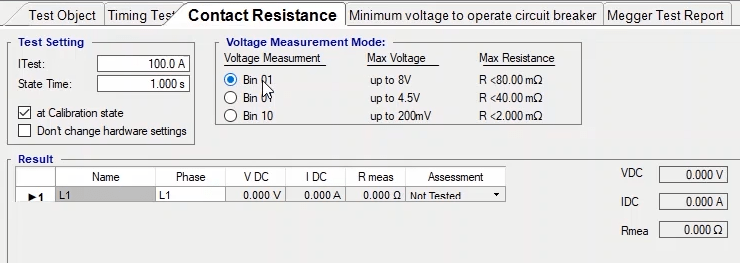 Test Object Timing Test Contact Resistance Minimum voltage to operate circuit breaker Megger Test Report
Test Setting
ITest: 100.0 A
State Time: 1.000 s
at Calibration state
Don't change hardware settings
Voltage Measurement Mode:
Voltage Measument Max Voltage Max Resistance
Bin 01 up to 8V R <80.00 mΩ
Bin up to 4.5V R <40.00 mΩ
Bin 10 up to 200mV R <2.000 mΩ
Result
Name Phase V DC I DC R meas Assessment
1 L1 L1 0.000 V 0.000 A 0.000 Ω Not Tested
VDC 0.000 V
IDC 0.000 A
Rmea 0.000 Ω